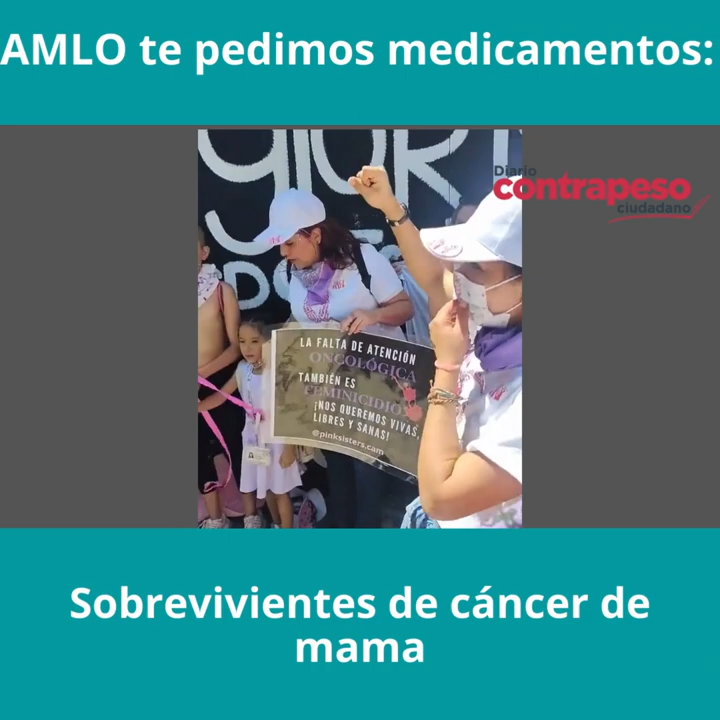 AMLO te pedimos medicamentos:
Diario
contrapeso
ciudadano
LA FALTA DE ATENCIÓN
ONCOLÓGICA
TAMBIÉN ES
FEMINICIDIO
¡NOS QUEREMOS VIVAS,
LIBRES Y SANAS!
@pinksisters.cam
Sobrevivientes de cáncer de
mama